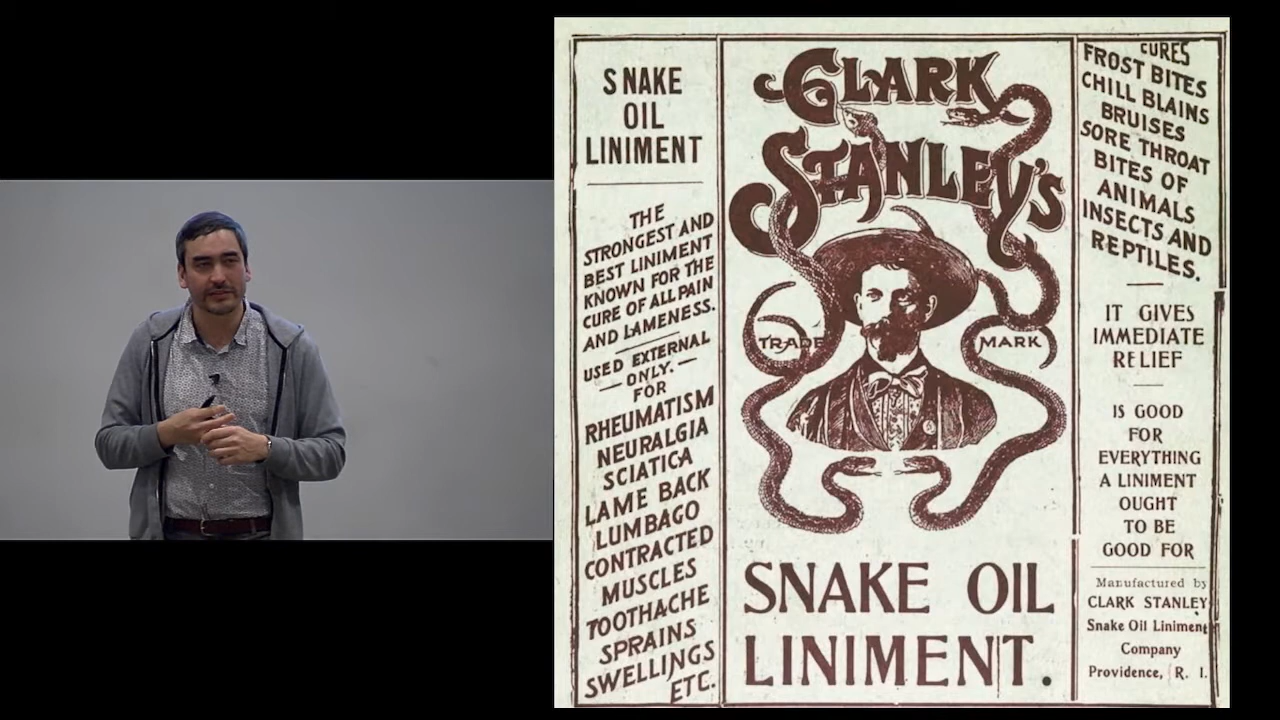 SNAKE
OIL
LINIMENT
THE
STRONGEST AND
BEST LINIMENT
KNOWN FOR THE
CURE OF ALL PAIN
AND LAMENESS.
USED EXTERNAL
ONLY.
FOR
RHEUMATISM
NEURALGIA
SCIATICA
LAME BACK
LUMBAGO
CONTRACTED
MUSCLES
TOOTHACHE
SPRAINS
SWELLINGS
ETC.
CLARK
STANLEY'S
TRADE MARK
SNAKE OIL
LINIMENT.
CURES
FROST BITES
CHILL BLAINS
BRUISES
SORE THROAT
BITES OF
ANIMALS
INSECTS AND
REPTILES.
IT GIVES
IMMEDIATE
RELIEF
IS GOOD
FOR
EVERYTHING
A LINIMENT
OUGHT
TO BE
GOOD FOR
Manufactured by
CLARK STANLEY
Snake Oil Liniment
Company
Providence, R. I.